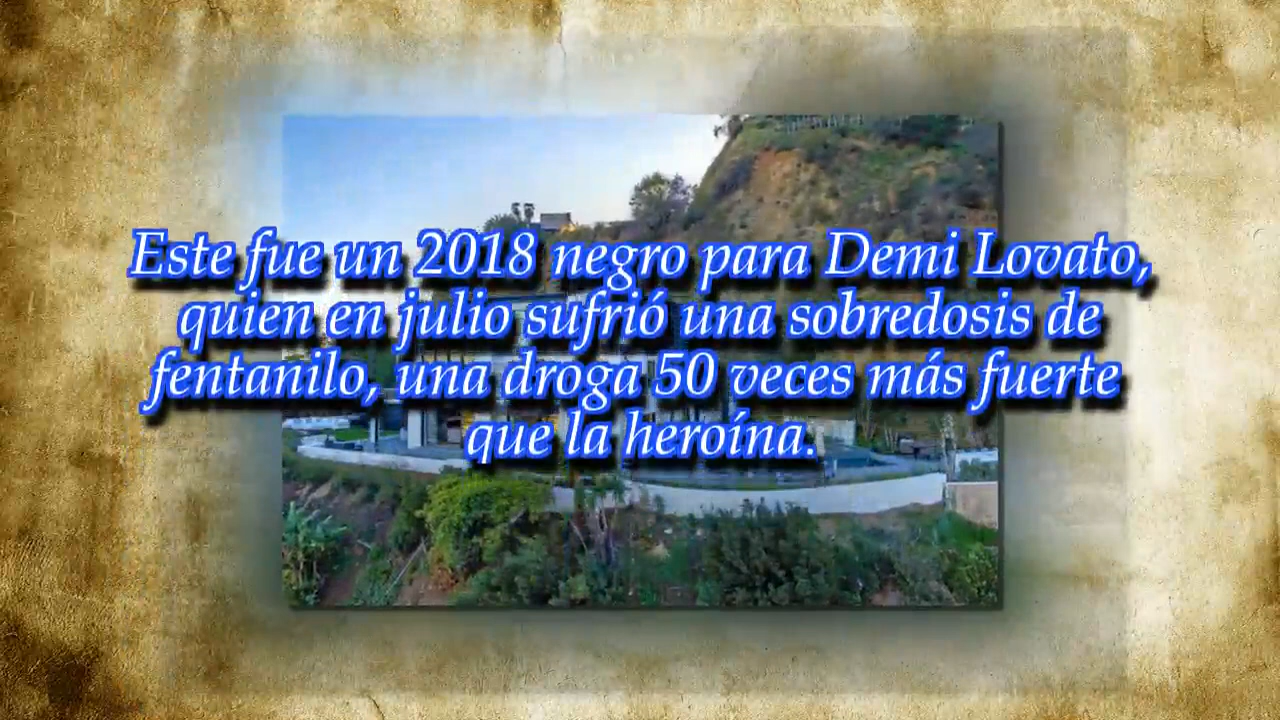 Este fue un 2018 negro para Demi Lovato,
quien en julio sufrió una sobredosis de
fentanilo, una droga 50 veces más fuerte
que la heroína.